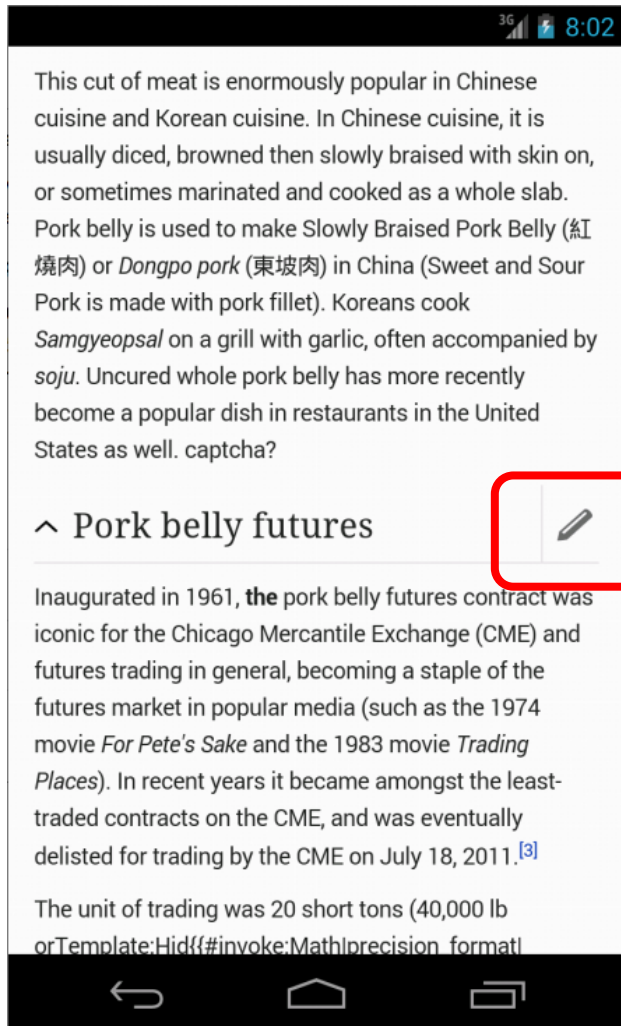 3G 8:02
This cut of meat is enormously popular in Chinese
cuisine and Korean cuisine. In Chinese cuisine, it is
usually diced, browned then slowly braised with skin on,
or sometimes marinated and cooked as a whole slab.
Pork belly is used to make Slowly Braised Pork Belly (紅
燒肉) or Dongpo pork (東坡肉) in China (Sweet and Sour
Pork is made with pork fillet). Koreans cook
Samgyeopsal on a grill with garlic, often accompanied by
soju. Uncured whole pork belly has more recently
become a popular dish in restaurants in the United
States as well. captcha?
Pork belly futures
Inaugurated in 1961, the pork belly futures contract was
iconic for the Chicago Mercantile Exchange (CME) and
futures trading in general, becoming a staple of the
futures market in popular media (such as the 1974
movie For Pete's Sake and the 1983 movie Trading
Places). In recent years it became amongst the least-
traded contracts on the CME, and was eventually
delisted for trading by the CME on July 18, 2011.[3]
The unit of trading was 20 short tons (40,000 lb
orTemplate:Hid{{#invoke:Math|precision_format|